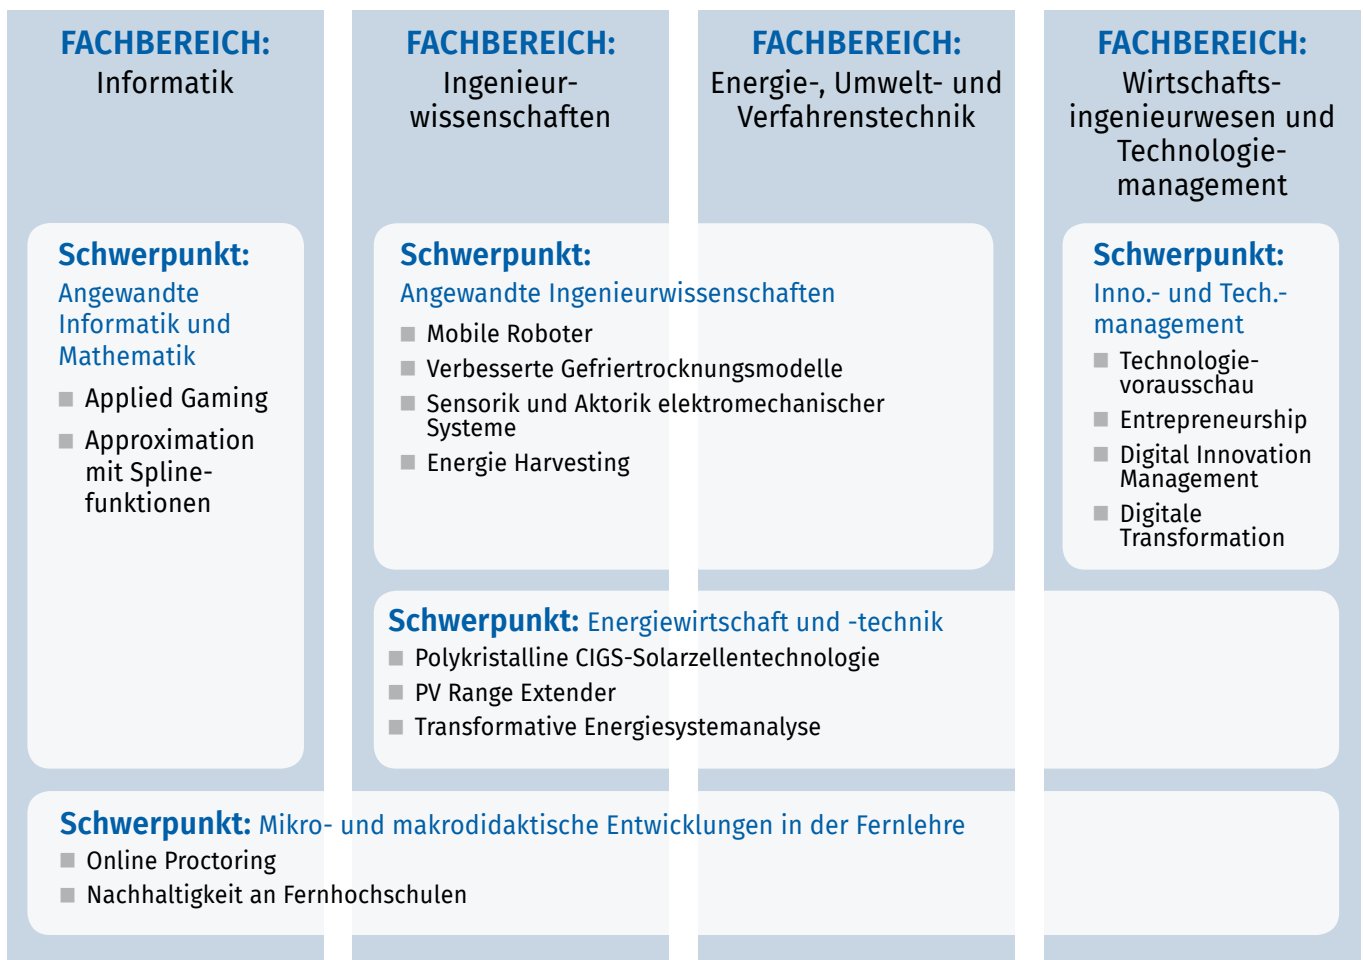 FACHBEREICH:
Informatik
FACHBEREICH:
Ingenieur-
wissenschaften
FACHBEREICH:
Energie-, Umwelt- und
Verfahrenstechnik
FACHBEREICH:
Wirtschafts-
ingenieurwesen und
Technologie-
management
Schwerpunkt:
Angewandte
Informatik und
Mathematik
Applied Gaming
Approximation
mit Spline-
funktionen
Schwerpunkt:
Angewandte Ingenieurwissenschaften
Mobile Roboter
Verbesserte Gefriertrocknungsmodelle
Sensorik und Aktorik elektromechanischer
Systeme
Energie Harvesting
Schwerpunkt:
Inno.- und Tech.-
management
Technologie-
vorausschau
Entrepreneurship
Digital Innovation
Management
Digitale
Transformation
Schwerpunkt: Energiewirtschaft und -technik
Polykristalline CIGS-Solarzellentechnologie
PV Range Extender
Transformative Energiesystemanalyse
Schwerpunkt: Mikro- und makrodidaktische Entwicklungen in der Fernlehre
Online Proctoring
Nachhaltigkeit an Fernhochschulen